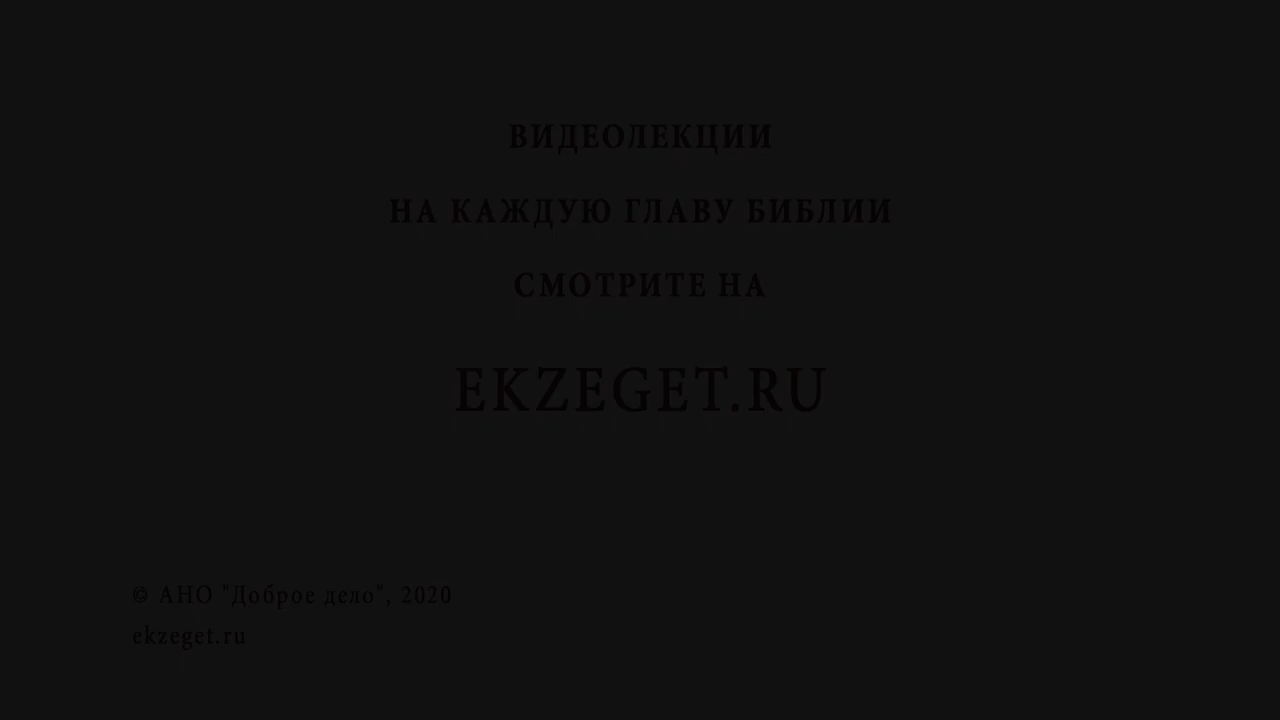 ВИДЕОЛЕКЦИИ
НА КАЖДУЮ ГЛАВУ БИБЛИИ
СМОТРИТЕ НА
EKZEGET.RU
© АНО "Доброе дело", 2020
ekzeget.ru